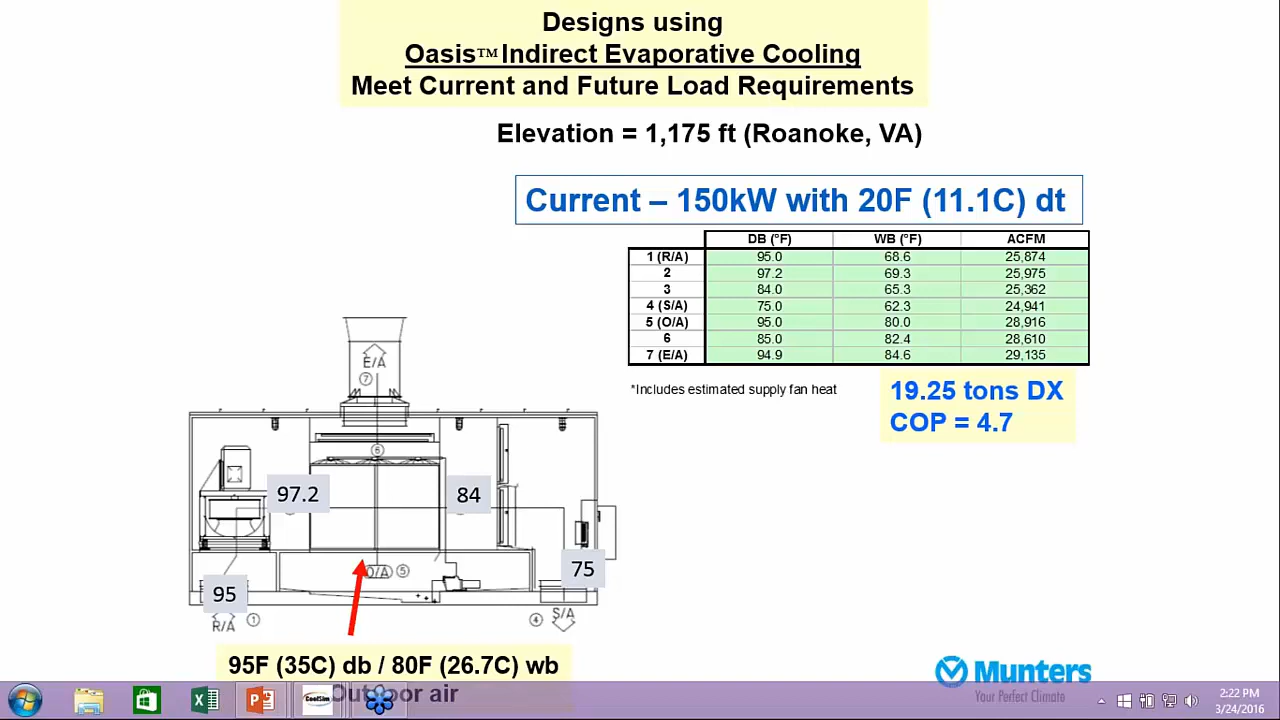 Designs using
Oasis™ Indirect Evaporative Cooling
Meet Current and Future Load Requirements
Elevation = 1,175 ft (Roanoke, VA)
Current – 150kW with 20F (11.1C) dt
DB (°F) WB (°F) ACFM
1 (R/A) 95.0 68.6 25,874
2 97.2 69.3 25,975
3 84.0 65.3 25,362
4 (S/A) 75.0 62.3 24,941
5 (O/A) 95.0 80.0 28,916
6 85.0 82.4 28,610
7 (E/A) 94.9 84.6 29,135
*Includes estimated supply fan heat
19.25 tons DX
COP = 4.7
E/A
7
6
97.2 84
O/A 5
75
95
R/A 1
4 S/A
95F (35C) db / 80F (26.7C) wb
Outdoor air
Munters
Your Perfect Climate
CoolSim
2:22 PM
3/24/2016